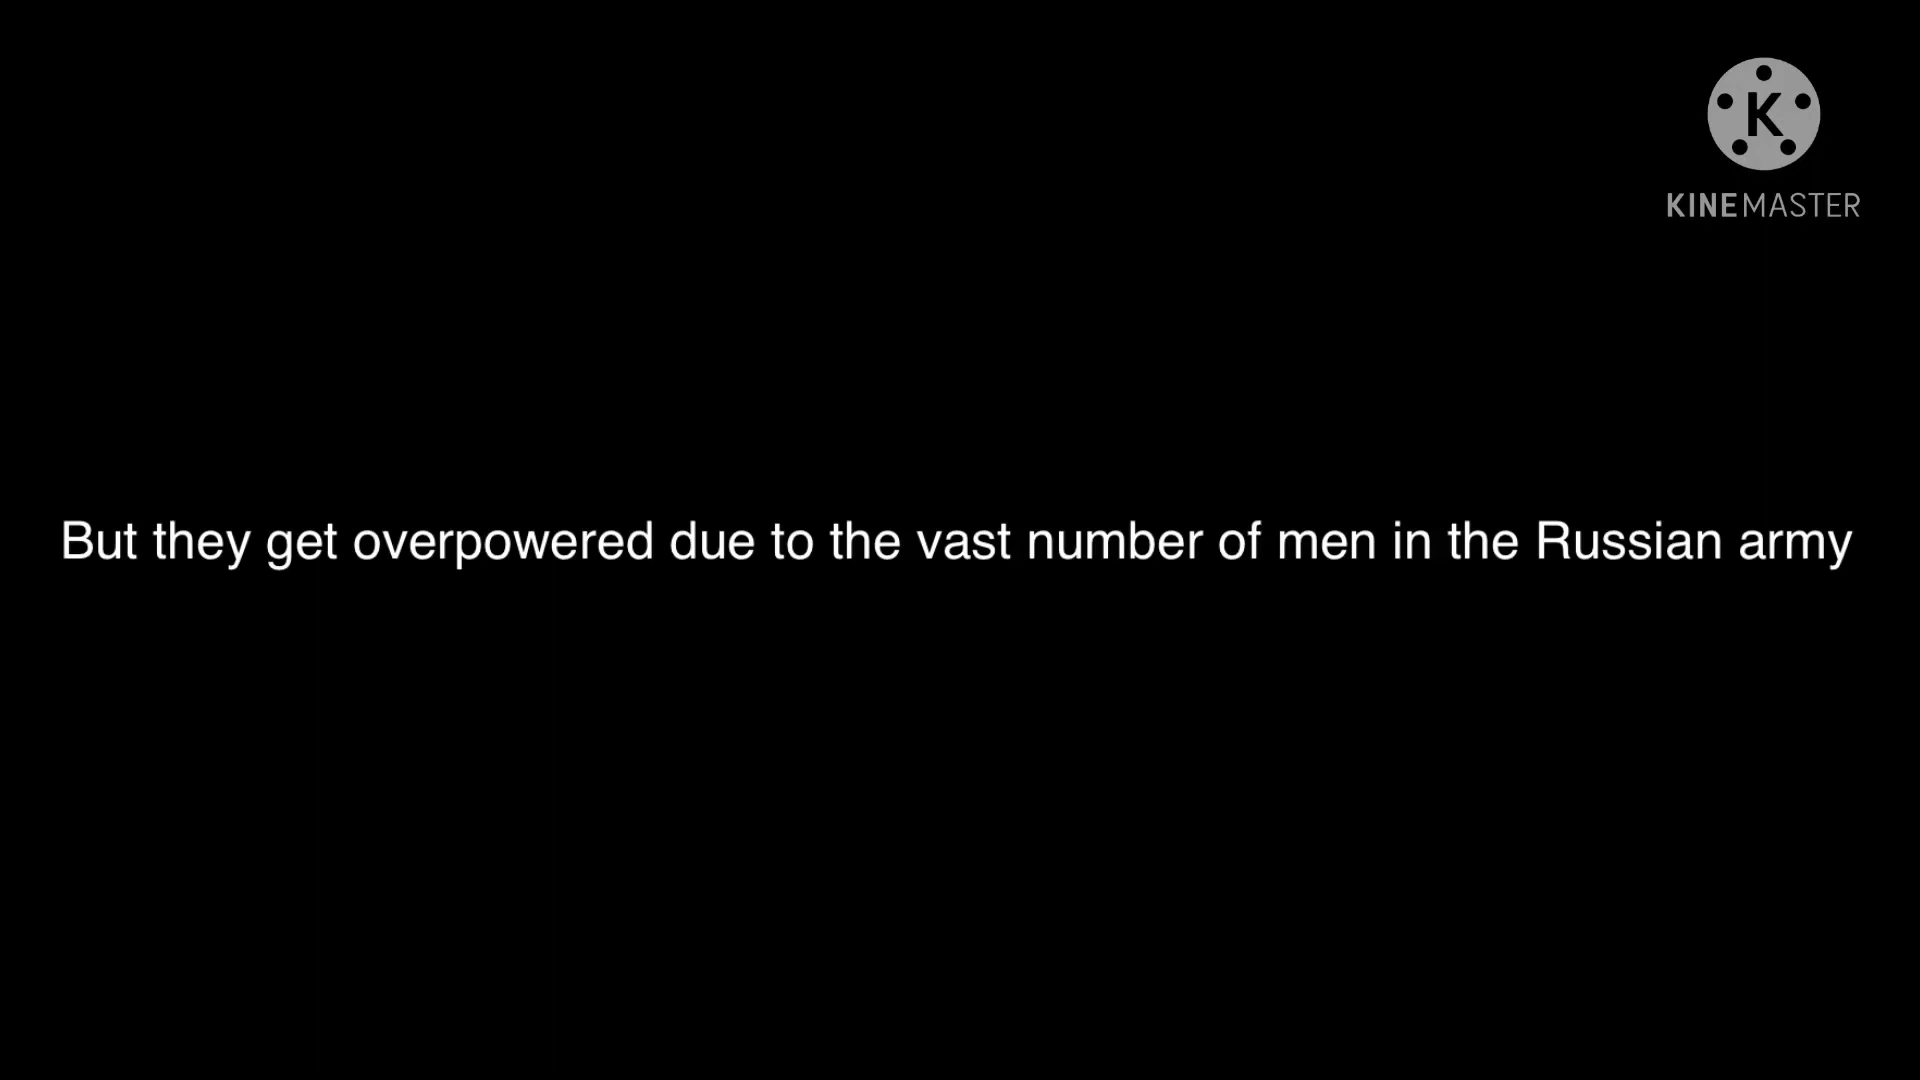 K
KINEMASTER
But they get overpowered due to the vast number of men in the Russian army